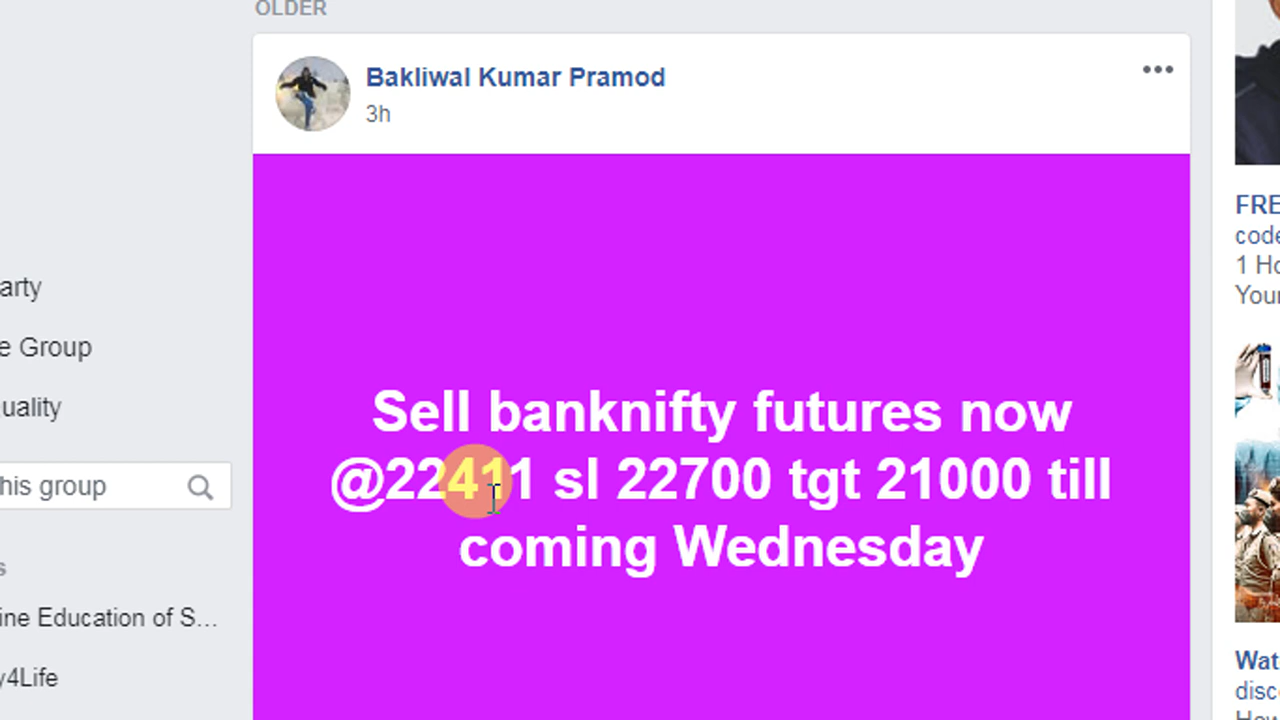 OLDER
Bakliwal Kumar Pramod
3h
Sell banknifty futures now
@22411 sl 22700 tgt 21000 till
coming Wednesday
arty
e Group
uality
his group
s
ine Education of S...
y4Life
FRE
code
1 Ho
Your
Wat
disco